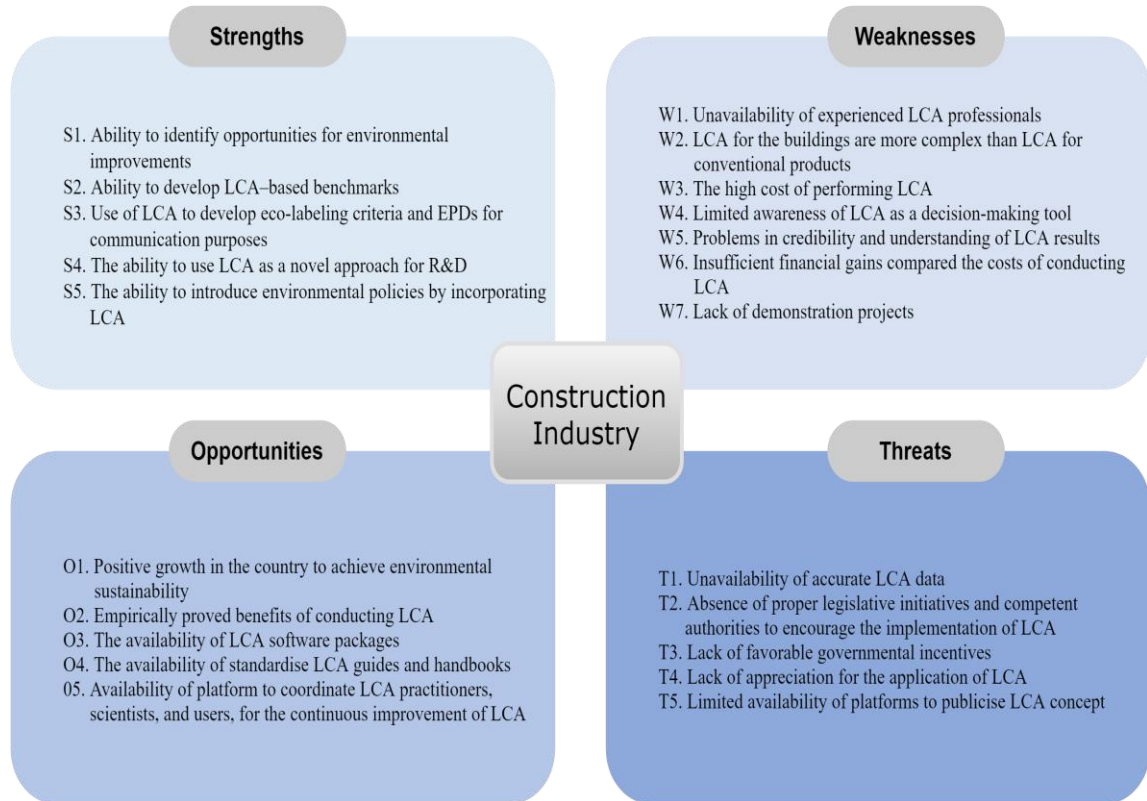 Strengths
S1. Ability to identify opportunities for environmental
improvements
S2. Ability to develop LCA–based benchmarks
S3. Use of LCA to develop eco-labeling criteria and EPDs for
communication purposes
S4. The ability to use LCA as a novel approach for R&D
S5. The ability to introduce environmental policies by incorporating
LCA
Weaknesses
W1. Unavailability of experienced LCA professionals
W2. LCA for the buildings are more complex than LCA for
conventional products
W3. The high cost of performing LCA
W4. Limited awareness of LCA as a decision-making tool
W5. Problems in credibility and understanding of LCA results
W6. Insufficient financial gains compared the costs of conducting
LCA
W7. Lack of demonstration projects
Construction
Industry
Opportunities
O1. Positive growth in the country to achieve environmental
sustainability
O2. Empirically proved benefits of conducting LCA
O3. The availability of LCA software packages
O4. The availability of standardise LCA guides and handbooks
05. Availability of platform to coordinate LCA practitioners,
scientists, and users, for the continuous improvement of LCA
Threats
T1. Unavailability of accurate LCA data
T2. Absence of proper legislative initiatives and competent
authorities to encourage the implementation of LCA
T3. Lack of favorable governmental incentives
T4. Lack of appreciation for the application of LCA
T5. Limited availability of platforms to publicise LCA concept